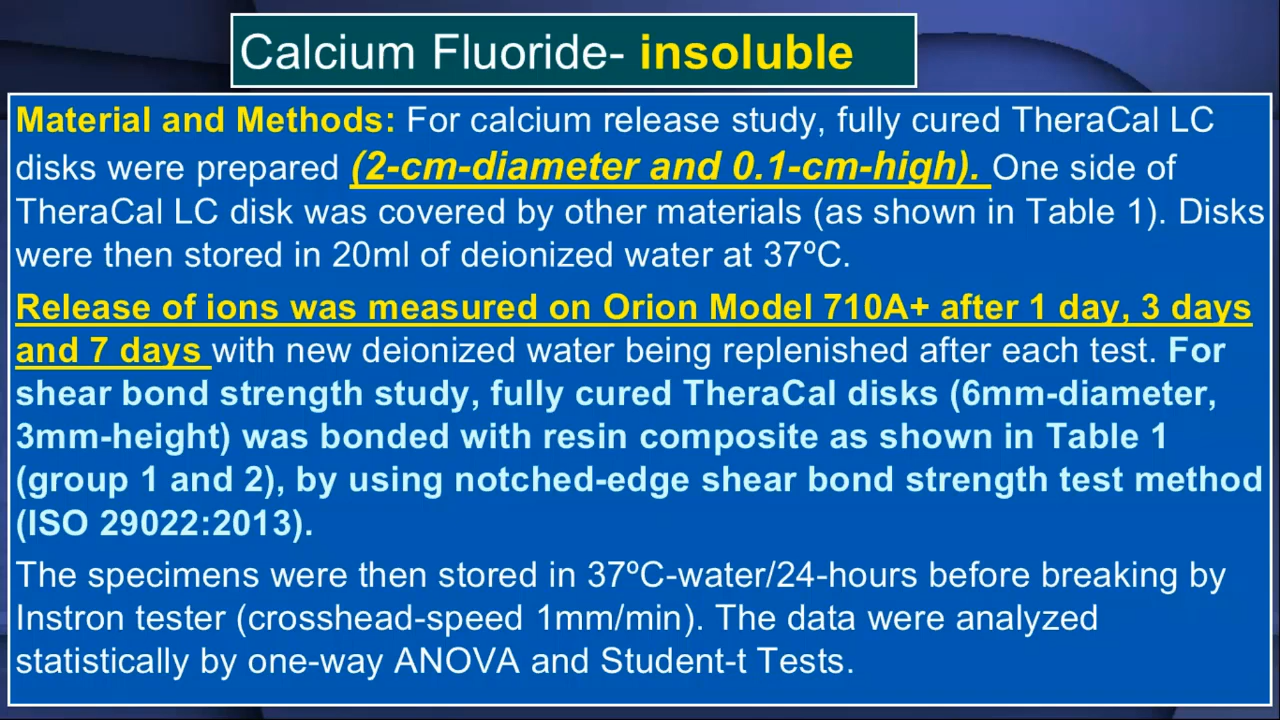 Calcium Fluoride- insoluble
Material and Methods: For calcium release study, fully cured TheraCal LC
disks were prepared (2-cm-diameter and 0.1-cm-high). One side of
TheraCal LC disk was covered by other materials (as shown in Table 1). Disks
were then stored in 20ml of deionized water at 37ºC.
Release of ions was measured on Orion Model 710A+ after 1 day, 3 days
and 7 days with new deionized water being replenished after each test. For
shear bond strength study, fully cured TheraCal disks (6mm-diameter,
3mm-height) was bonded with resin composite as shown in Table 1
(group 1 and 2), by using notched-edge shear bond strength test method
(ISO 29022:2013).
The specimens were then stored in 37ºC-water/24-hours before breaking by
Instron tester (crosshead-speed 1mm/min). The data were analyzed
statistically by one-way ANOVA and Student-t Tests.